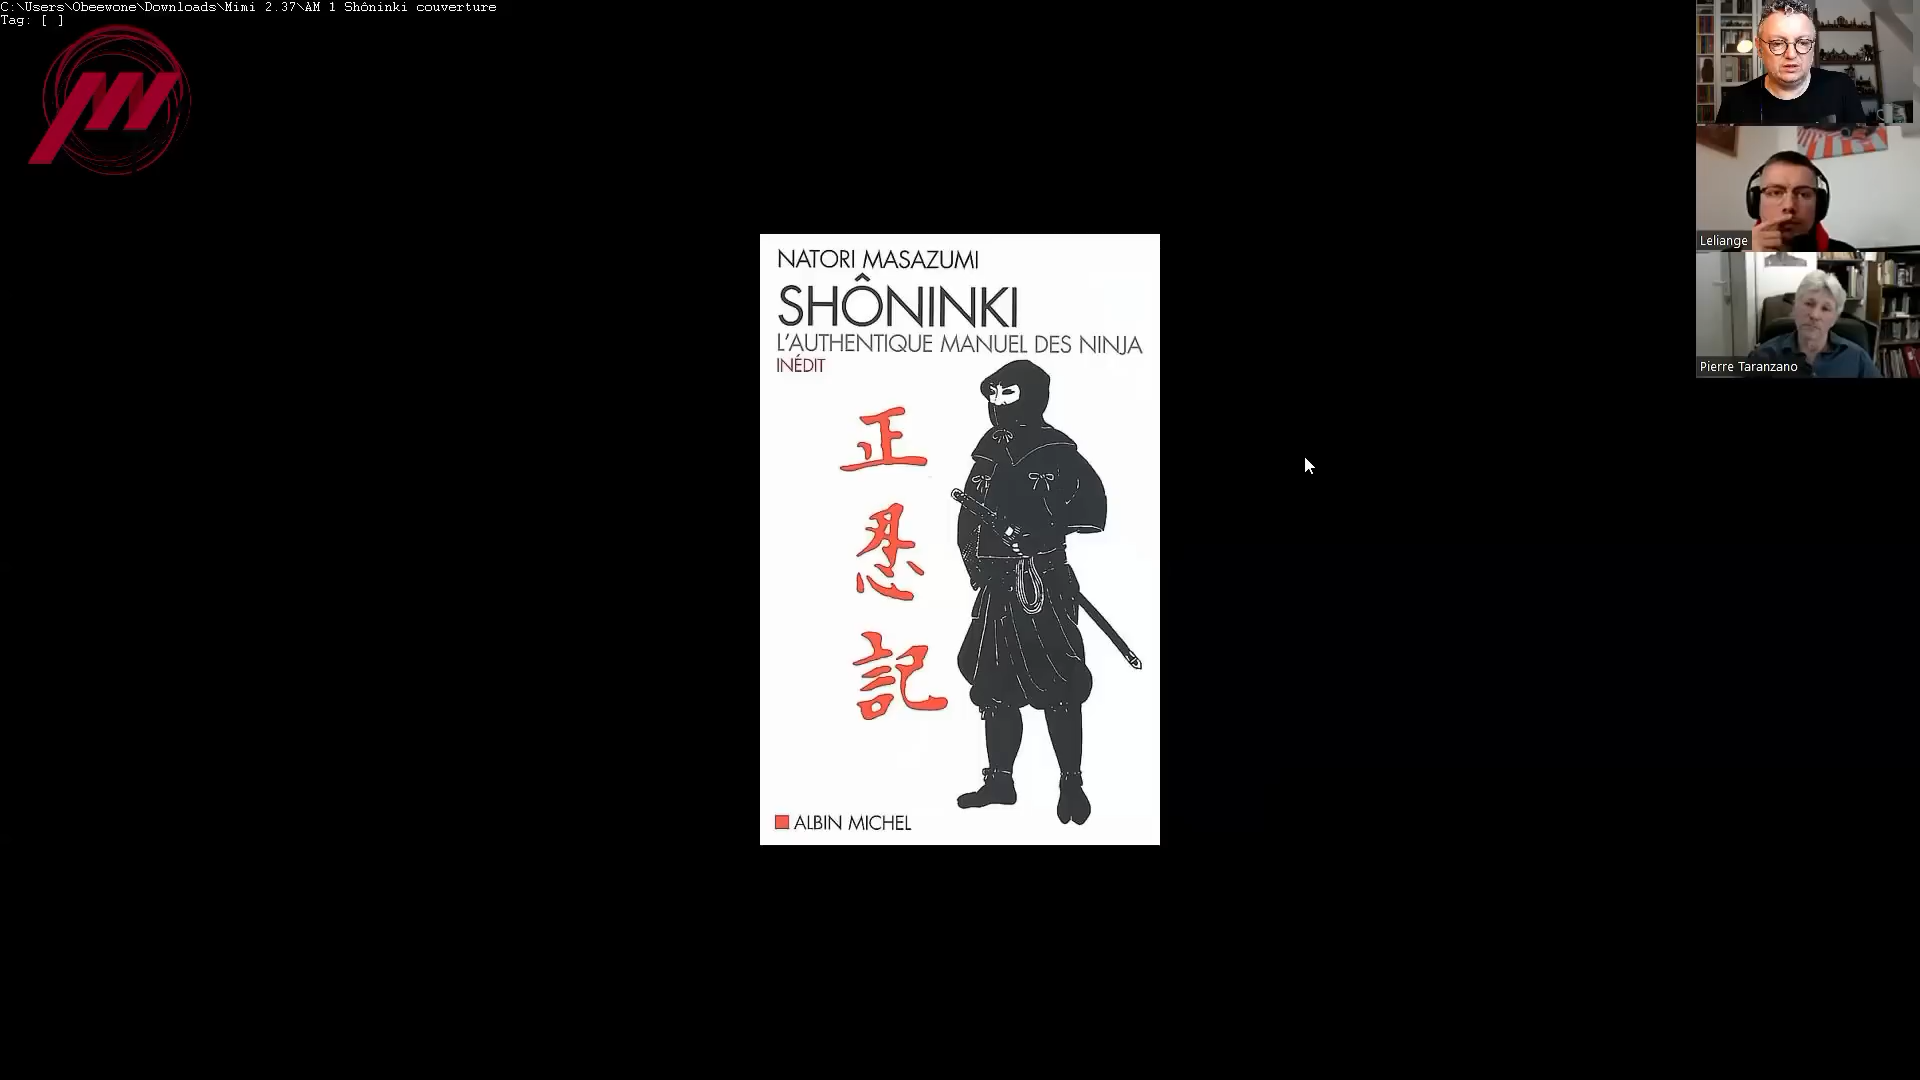 C:\Users\Obeewone\Downloads\Mimi 2.37\AM 1 Shôninki couverture
Tag: [ ]
NATORI MASAZUMI
SHÔNINKI
L'AUTHENTIQUE MANUEL DES NINJA
INÉDIT
正
忍
記
ALBIN MICHEL
Leliange
Pierre Taranzano